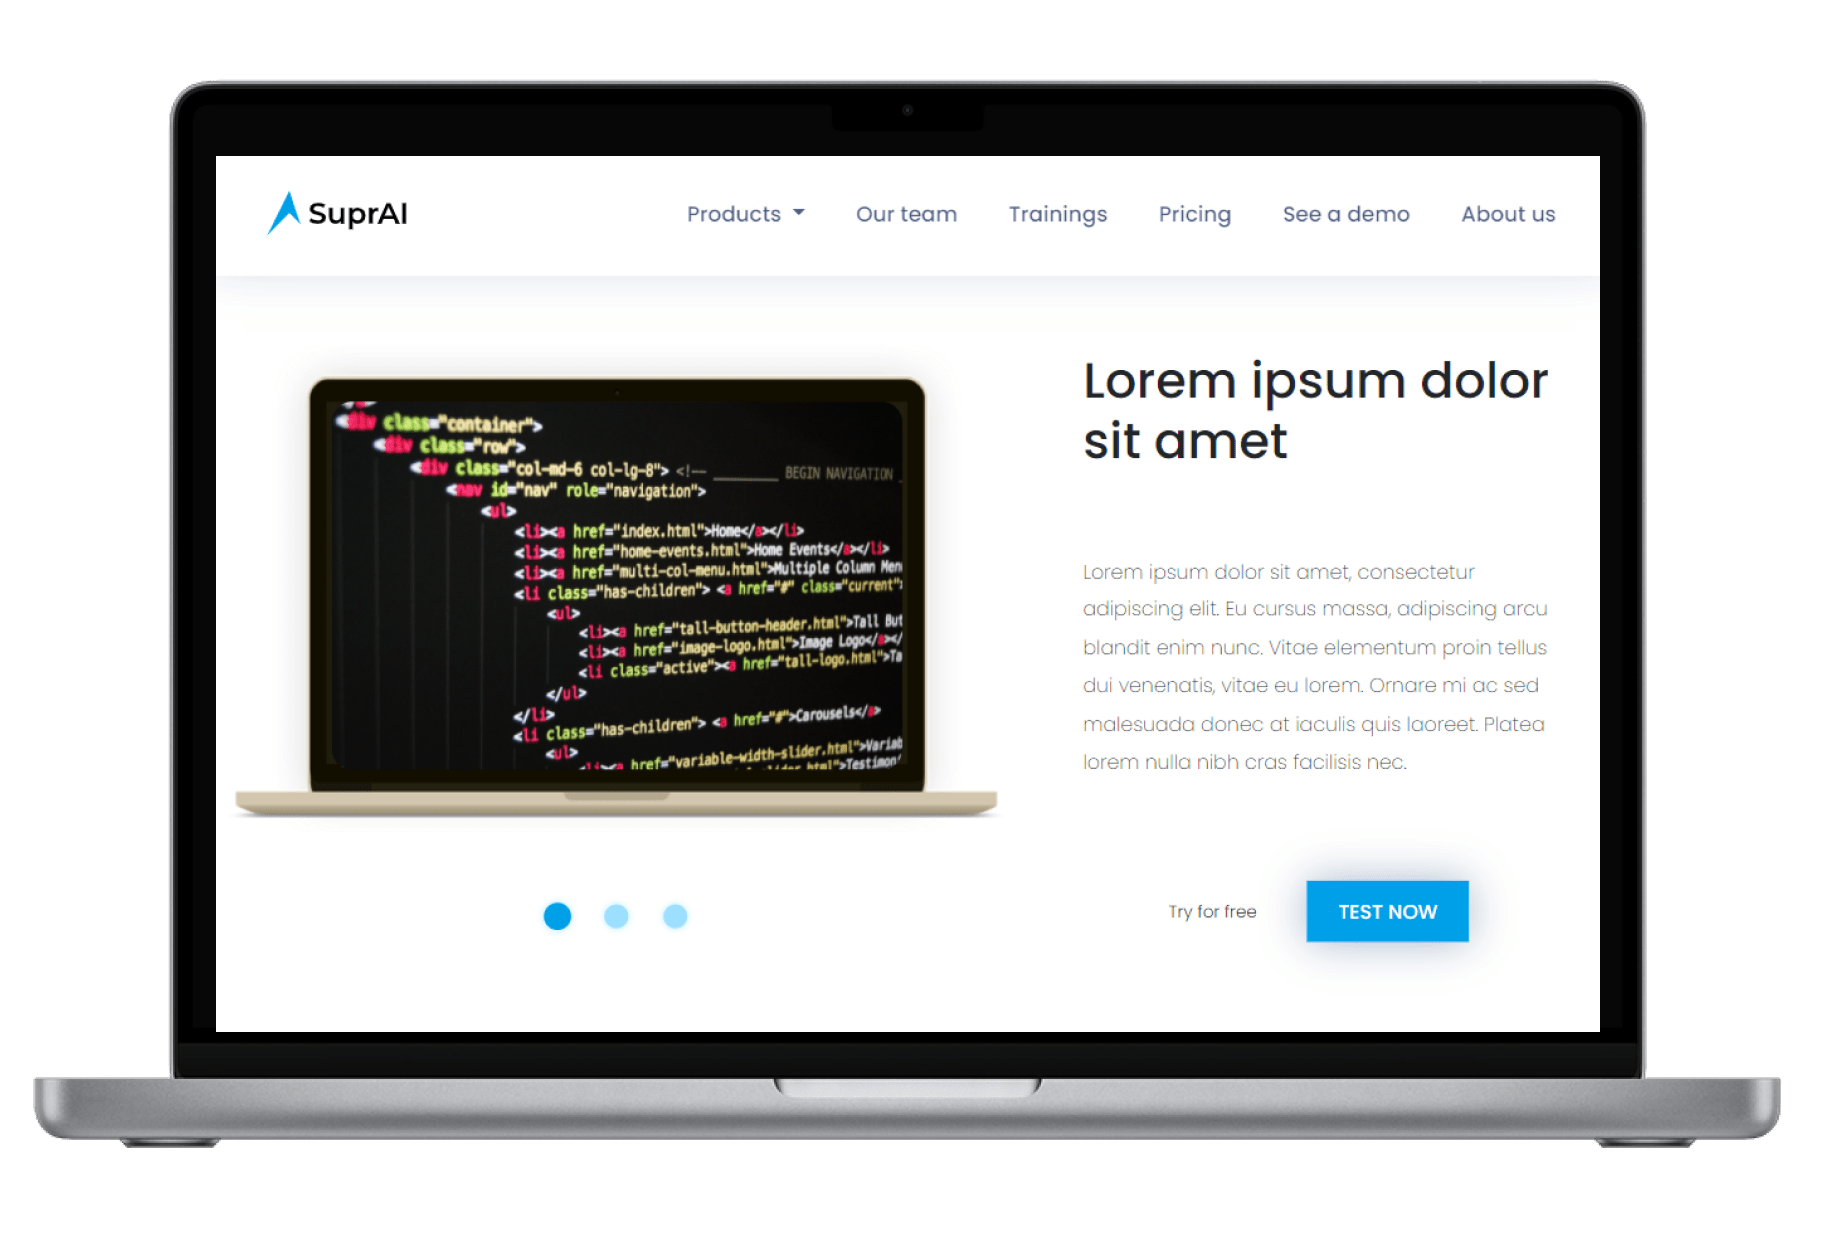 SuprAI
Products
Our team
Trainings
Pricing
See a demo
About us
<div class="container">
<div class="row">
<div class="col-md-6 col-lg-8"> <!-- ________ BEGIN NAVIGATION _
<nav id="nav" role="navigation">
<ul>
<li><a href="index.html">Home</a></li>
<li><a href="home-events.html">Home Events</a></li>
<li><a href="multi-col-menu.html">Multiple Column Men
<li class="has-children"> <a href="#" class="current">
<ul>
<li><a href="tall-button-header.html">Tall But
<li><a href="image-logo.html">Image Logo</a></
<li class="active"><a href="tall-logo.html">Ta
</ul>
</li>
<li class="has-children"> <a href="#">Carousels</a>
<ul>
<li><a href="variable-width-slider.html">Variab
slider.html">Testimon
Lorem ipsum dolor
sit amet
Lorem ipsum dolor sit amet, consectetur
adipiscing elit. Eu cursus massa, adipiscing arcu
blandit enim nunc. Vitae elementum proin tellus
dui venenatis, vitae eu lorem. Ornare mi ac sed
malesuada donec at iaculis quis laoreet. Platea
lorem nulla nibh cras facilisis nec.
Try for free
TEST NOW